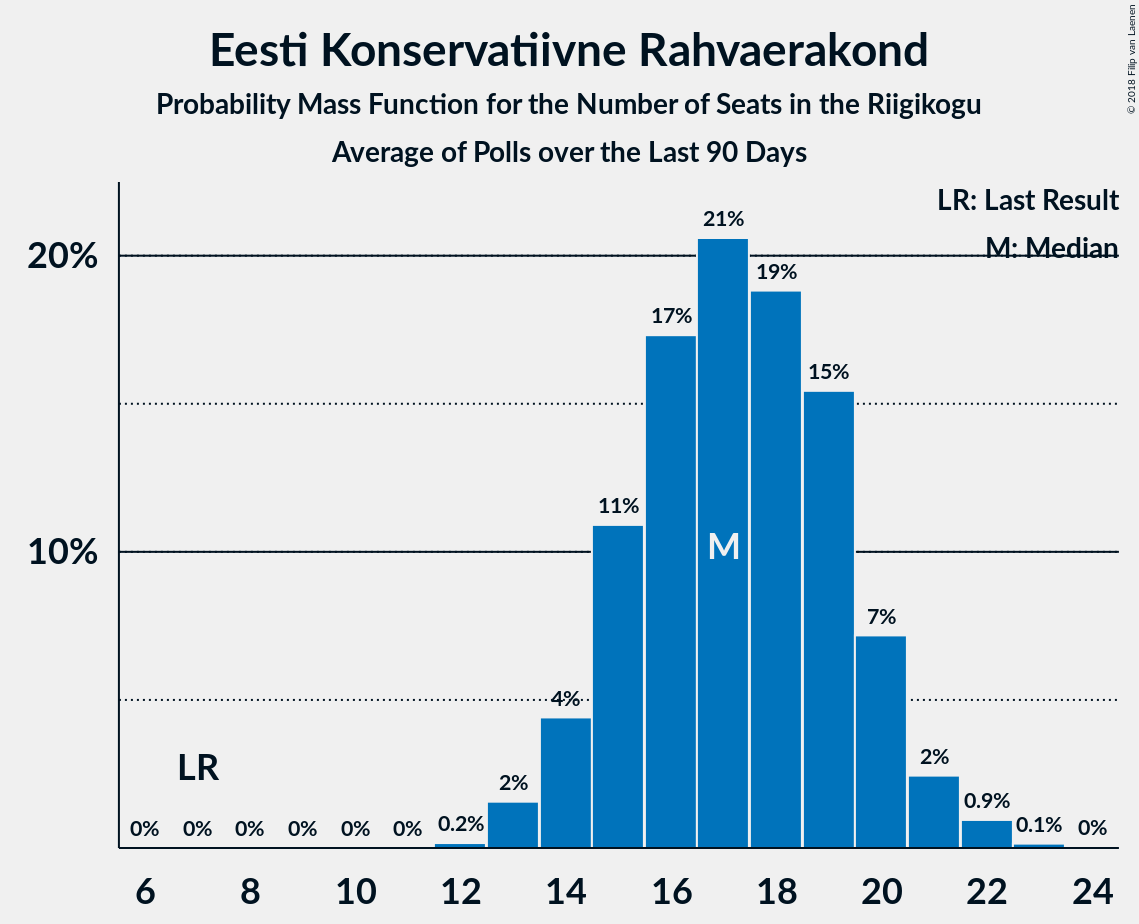 Eesti Konservatiivne Rahvaerakond
Probability Mass Function for the Number of Seats in the Riigikogu
Average of Polls over the Last 90 Days
© 2018 Filip van Laenen
LR: Last Result
M: Median
20%
10%
0% 0% 0% 0% 0% 0% 0.2% 2% 4% 11% 17% 21% 19% 15% 7% 2% 0.9% 0.1% 0%
LR
M
6 8 10 12 14 16 18 20 22 24